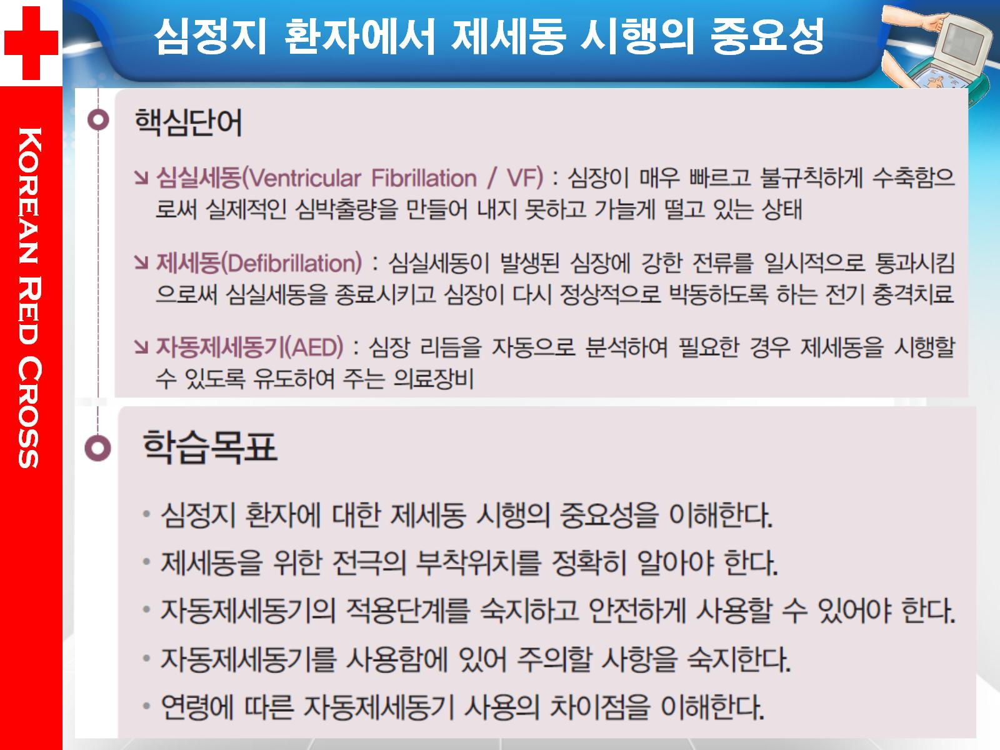 심정지 환자에서 제세동 시행의 중요성
KOREAN RED CROSS
핵심단어
↘ 심실세동(Ventricular Fibrillation / VF) : 심장이 매우 빠르고 불규칙하게 수축함으
로써 실제적인 심박출량을 만들어 내지 못하고 가늘게 떨고 있는 상태
↘ 제세동(Defibrillation) : 심실세동이 발생된 심장에 강한 전류를 일시적으로 통과시킴
으로써 심실세동을 종료시키고 심장이 다시 정상적으로 박동하도록 하는 전기 충격치료
↘ 자동제세동기(AED) : 심장 리듬을 자동으로 분석하여 필요한 경우 제세동을 시행할
수 있도록 유도하여 주는 의료장비
학습목표
• 심정지 환자에 대한 제세동 시행의 중요성을 이해한다.
• 제세동을 위한 전극의 부착위치를 정확히 알아야 한다.
• 자동제세동기의 적용단계를 숙지하고 안전하게 사용할 수 있어야 한다.
• 자동제세동기를 사용함에 있어 주의할 사항을 숙지한다.
• 연령에 따른 자동제세동기 사용의 차이점을 이해한다.